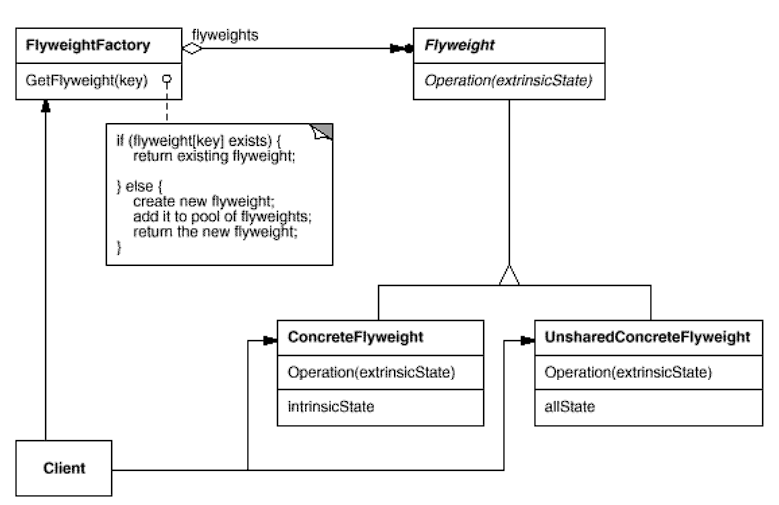 FlyweightFactory
flyweights
Flyweight
GetFlyweight(key)
Operation(extrinsicState)
if (flyweight[key] exists) {
return existing flyweight;
} else {
create new flyweight;
add it to pool of flyweights;
return the new flyweight;
}
ConcreteFlyweight
Operation(extrinsicState)
intrinsicState
UnsharedConcreteFlyweight
Operation(extrinsicState)
allState
Client